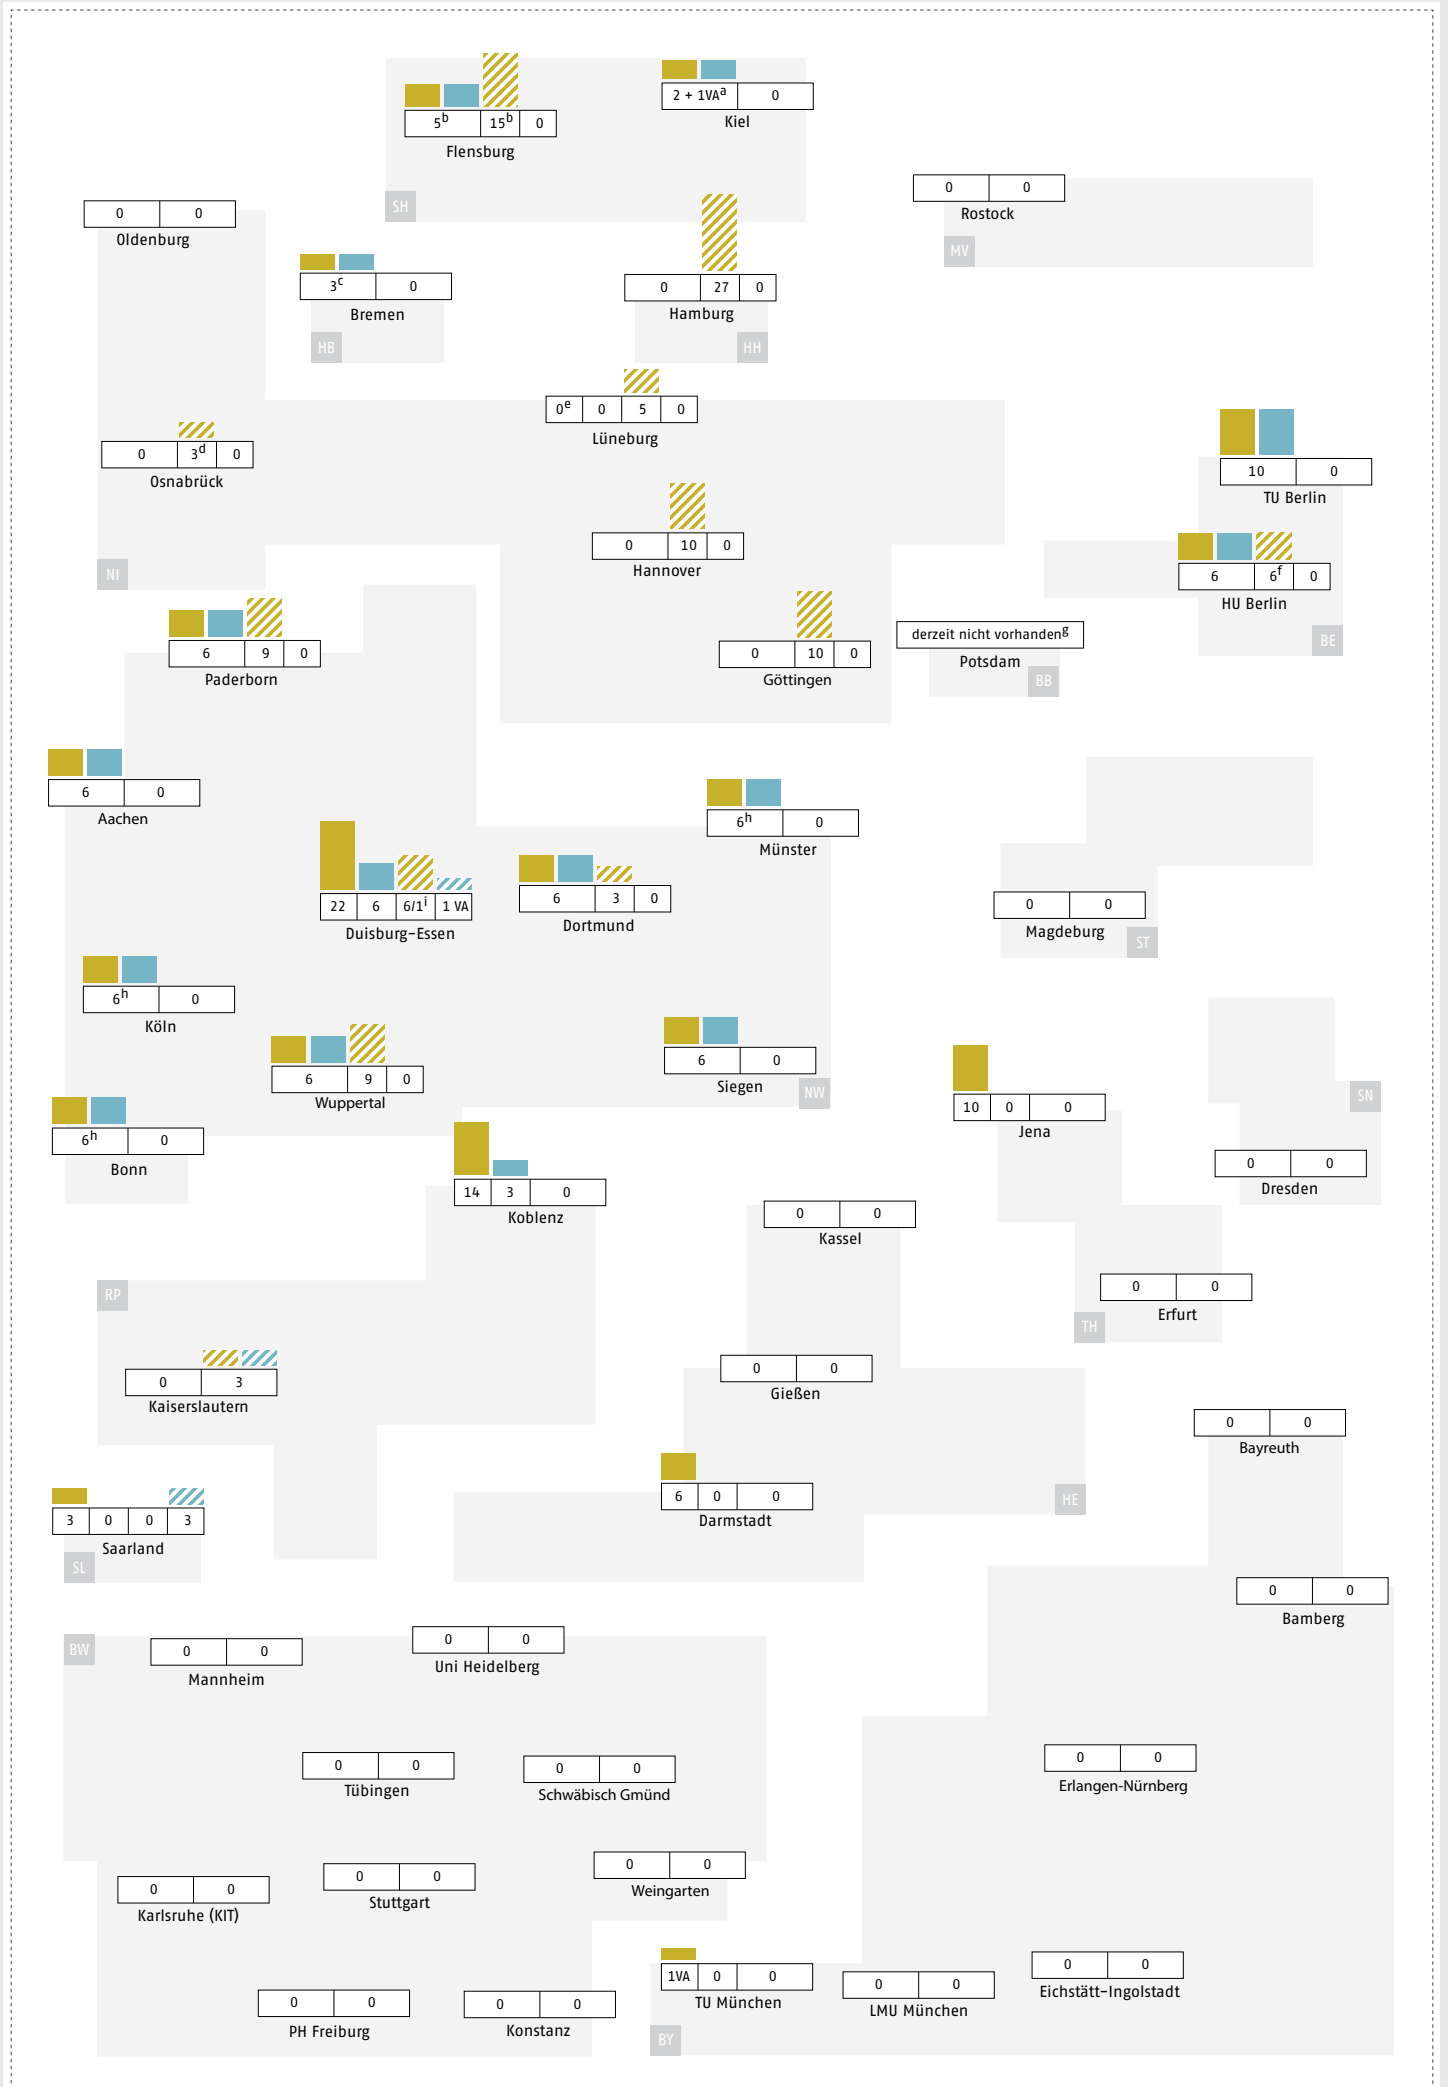 2 + 1VAa 0
Kiel
5b 15b 0
Flensburg
SH
0 0
Rostock
MV
0 0
Oldenburg
3c 0
Bremen
HB
0 27 0
Hamburg
HH
0e 0 5 0
Lüneburg
0 3d 0
Osnabrück
10 0
TU Berlin
0 10 0
Hannover
NI
6 6f 0
HU Berlin
BE
6 9 0
Paderborn
0 10 0
Göttingen
derzeit nicht vorhandeng
Potsdam
BB
6 0
Aachen
6h 0
Münster
22 6 6/1i 1 VA
Duisburg-Essen
6 3 0
Dortmund
0 0
Magdeburg
ST
6h 0
Köln
6 9 0
Wuppertal
6 0
Siegen
NW
10 0 0
Jena
SN
6h 0
Bonn
0 0
Dresden
14 3 0
Koblenz
0 0
Kassel
RP
0 0
Erfurt
TH
0 3
Kaiserslautern
0 0
Gießen
0 0
Bayreuth
6 0 0
Darmstadt
HE
3 0 0 3
Saarland
SL
0 0
Bamberg
BW
0 0
Mannheim
0 0
Uni Heidelberg
0 0
Tübingen
0 0
Schwäbisch Gmünd
0 0
Erlangen-Nürnberg
0 0
Karlsruhe (KIT)
0 0
Stuttgart
0 0
Weingarten
1VA 0 0
TU München
0 0
LMU München
0 0
Eichstätt-Ingolstadt
0 0
PH Freiburg
0 0
Konstanz
BY